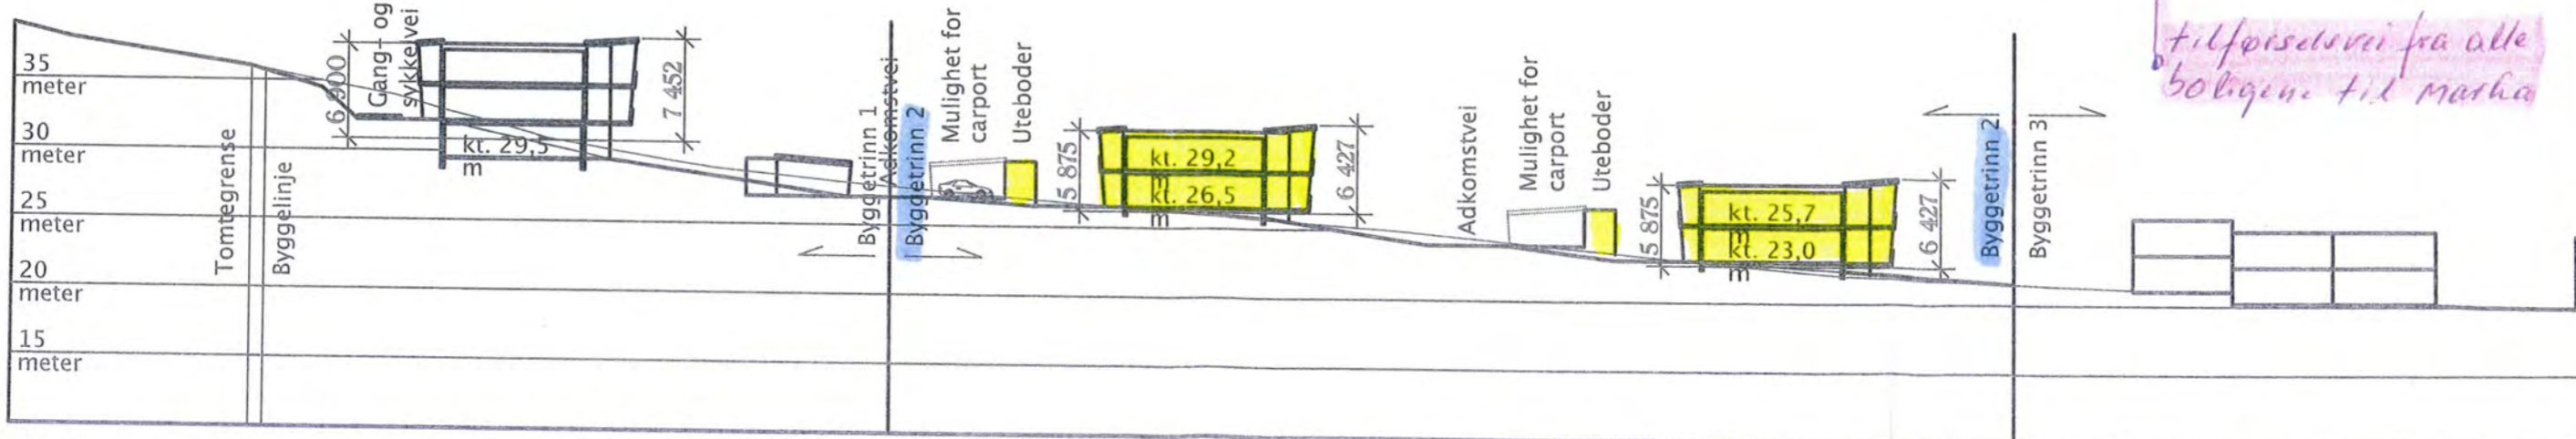 35
meter
30
meter
25
meter
20
meter
15
meter
Tomtegrense
Byggelinje
6 900
Gang- og
sykkelvei
kt. 29,5
m
7 452
Byggetrinn 1
Adkomstvei
Byggetrinn 2
Mulighet for
carport
Uteboder
5 875
kt. 29,2
m
kt. 26,5
m
6 427
Adkomstvei
Mulighet for
carport
Uteboder
5 875
kt. 25,7
m
kt. 23,0
m
6 427
Byggetrinn 2
Byggetrinn 3
tilførselsvei fra alle
boligene til marka